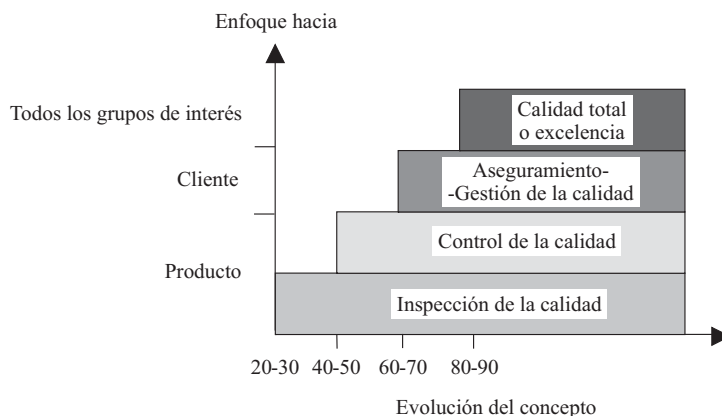 Enfoque hacia
Todos los grupos de interés
Calidad total
o excelencia
Cliente
Aseguramiento-
-Gestión de la calidad
Control de la calidad
Producto
Inspección de la calidad
20-30 40-50 60-70 80-90
Evolución del concepto